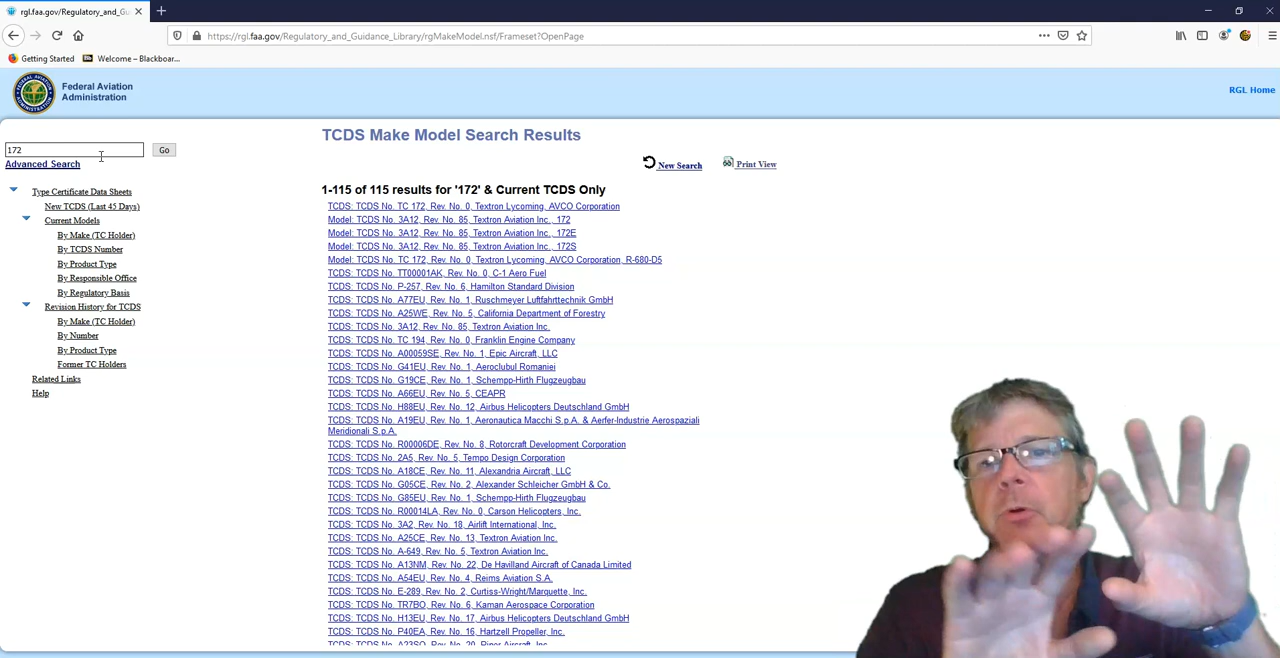 rgl.faa.gov/Regulatory_and_Gu
https://rgl.faa.gov/Regulatory_and_Guidance_Library/rgMakeModel.nsf/Frameset?OpenPage
Getting Started
Welcome – Blackboar...
Federal Aviation
Administration
RGL Home
172
Go
Advanced Search
Type Certificate Data Sheets
New TCDS (Last 45 Days)
Current Models
By Make (TC Holder)
By TCDS Number
By Product Type
By Responsible Office
By Regulatory Basis
Revision History for TCDS
By Make (TC Holder)
By Number
By Product Type
Former TC Holders
Related Links
Help
TCDS Make Model Search Results
New Search
Print View
1-115 of 115 results for '172' & Current TCDS Only
TCDS: TCDS No. TC 172, Rev. No. 0, Textron Lycoming, AVCO Corporation
Model: TCDS No. 3A12, Rev. No. 85, Textron Aviation Inc., 172
Model: TCDS No. 3A12, Rev. No. 85, Textron Aviation Inc., 172E
Model: TCDS No. 3A12, Rev. No. 85, Textron Aviation Inc., 172S
Model: TCDS No. TC 172, Rev. No. 0, Textron Lycoming, AVCO Corporation, R-680-D5
TCDS: TCDS No. TT00001AK, Rev. No. 0, C-1 Aero Fuel
TCDS: TCDS No. P-257, Rev. No. 6, Hamilton Standard Division
TCDS: TCDS No. A77EU, Rev. No. 1, Ruschmeyer Luftfahrttechnik GmbH
TCDS: TCDS No. A25WE, Rev. No. 5, California Department of Forestry
TCDS: TCDS No. 3A12, Rev. No. 85, Textron Aviation Inc.
TCDS: TCDS No. TC 194, Rev. No. 0, Franklin Engine Company
TCDS: TCDS No. A00059SE, Rev. No. 1, Epic Aircraft, LLC
TCDS: TCDS No. G41EU, Rev. No. 1, Aeroclubul Romaniei
TCDS: TCDS No. G19CE, Rev. No. 1, Schempp-Hirth Flugzeugbau
TCDS: TCDS No. A66EU, Rev. No. 5, CEAPR
TCDS: TCDS No. H88EU, Rev. No. 12, Airbus Helicopters Deutschland GmbH
TCDS: TCDS No. A19EU, Rev. No. 1, Aeronautica Macchi S.p.A. & Aerfer-Industrie Aerospaziali
Meridionali S.p.A.
TCDS: TCDS No. R00006DE, Rev. No. 8, Rotorcraft Development Corporation
TCDS: TCDS No. 2A5, Rev. No. 5, Tempo Design Corporation
TCDS: TCDS No. A18CE, Rev. No. 11, Alexandria Aircraft, LLC
TCDS: TCDS No. G05CE, Rev. No. 2, Alexander Schleicher GmbH & Co.
TCDS: TCDS No. G85EU, Rev. No. 1, Schempp-Hirth Flugzeugbau
TCDS: TCDS No. R00014LA, Rev. No. 0, Carson Helicopters, Inc.
TCDS: TCDS No. 3A2, Rev. No. 18, Airlift International, Inc.
TCDS: TCDS No. A25CE, Rev. No. 13, Textron Aviation Inc.
TCDS: TCDS No. A-649, Rev. No. 5, Textron Aviation Inc.
TCDS: TCDS No. A13NM, Rev. No. 22, De Havilland Aircraft of Canada Limited
TCDS: TCDS No. A54EU, Rev. No. 4, Reims Aviation S.A.
TCDS: TCDS No. E-289, Rev. No. 2, Curtiss-Wright/Marquette, Inc.
TCDS: TCDS No. TR7BO, Rev. No. 6, Kaman Aerospace Corporation
TCDS: TCDS No. H13EU, Rev. No. 17, Airbus Helicopters Deutschland GmbH
TCDS: TCDS No. P40EA, Rev. No. 16, Hartzell Propeller, Inc.
TCDS: TCDS No. A23SO, Rev. No. 20, Piper Aircraft, Inc.